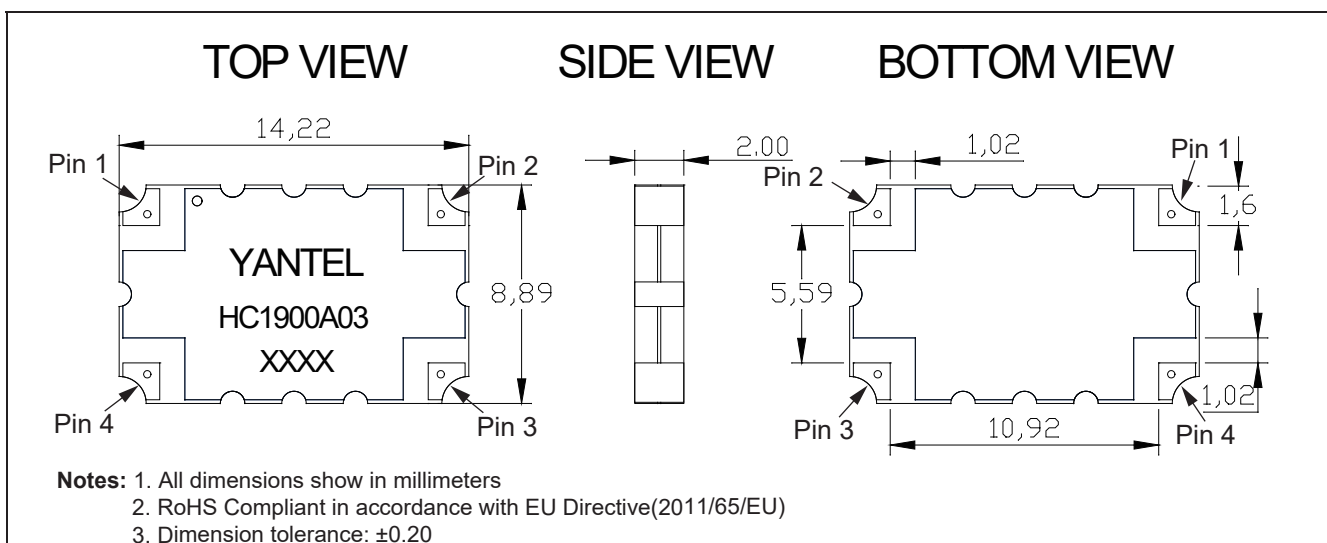 TOP VIEW
SIDE VIEW
BOTTOM VIEW
14,22
2.00
1,02
Pin 1
Pin 2
Pin 2
Pin 1
1,6
YANTEL
HC1900A03
XXXX
8,89
5,59
1,02
Pin 4
Pin 3
Pin 3
10,92
Pin 4
Notes: 1. All dimensions show in millimeters
2. RoHS Compliant in accordance with EU Directive(2011/65/EU)
3. Dimension tolerance: ±0.20